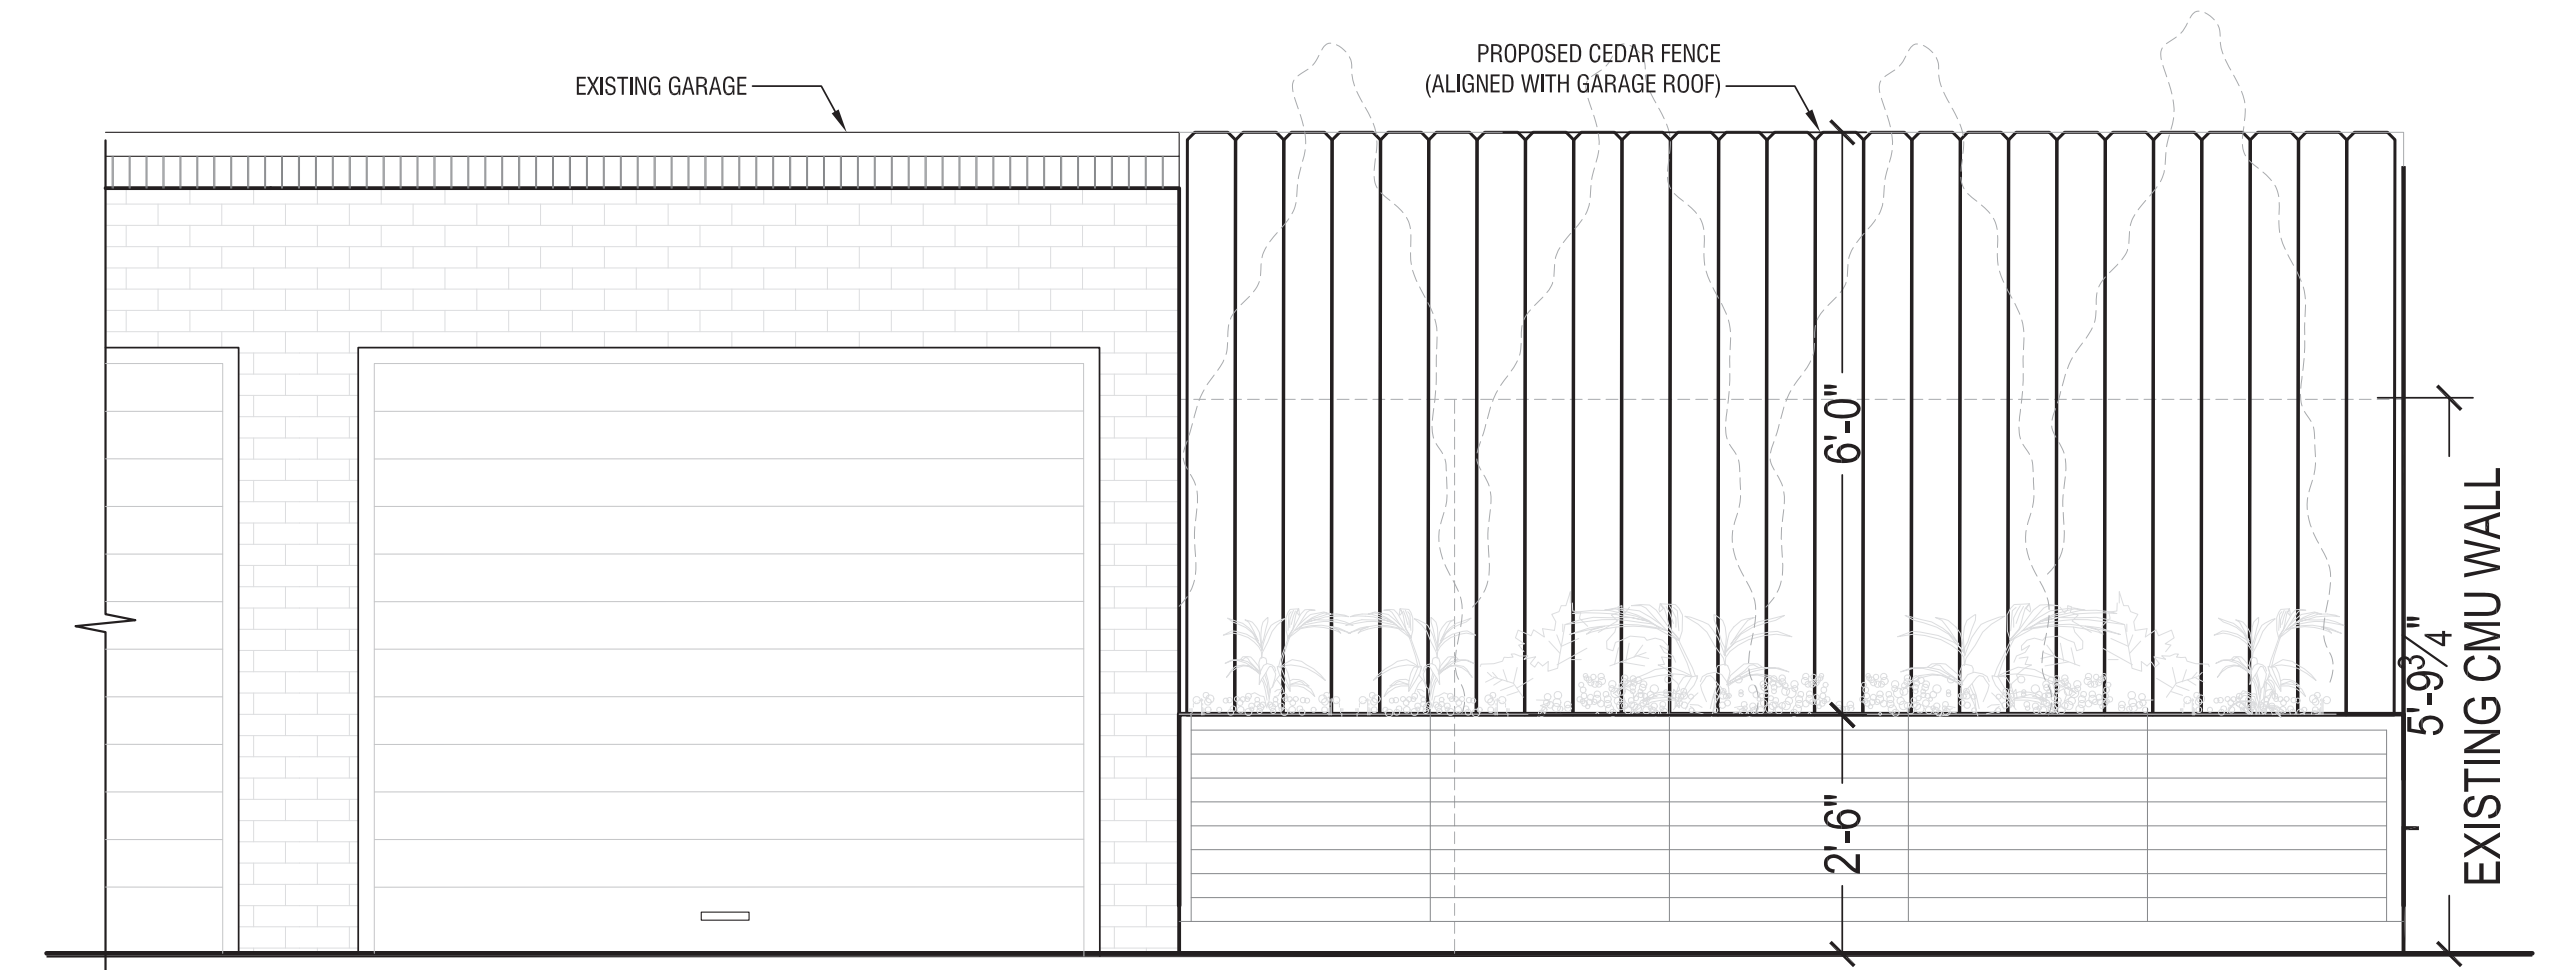 PROPOSED CEDAR FENCE
(ALIGNED WITH GARAGE ROOF)
EXISTING GARAGE
6'-0"
2'-6"
5'-9¾"
EXISTING CMU WALL